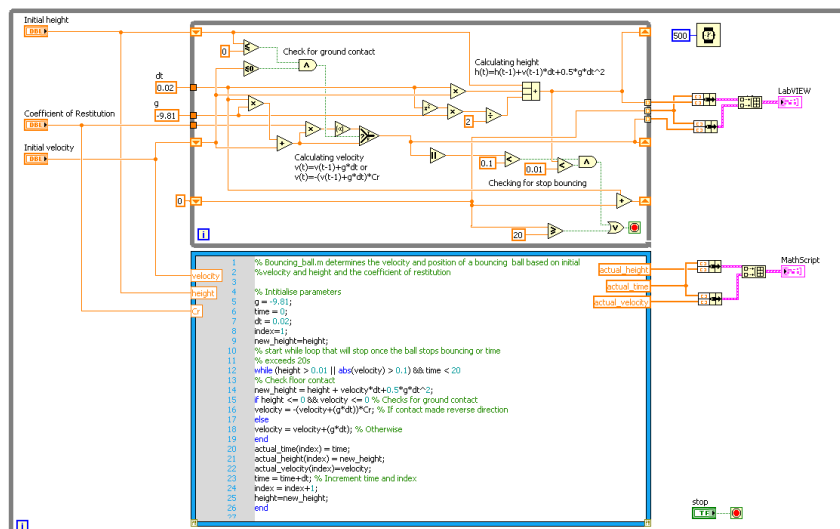 Initial height
DBL
500
0
Check for ground contact
Calculating height
h(t)=h(t-1)+v(t-1)*dt+0.5*g*dt^2
dt
0.02
g
-9.81
LabVIEW
Coefficient of Restitution
DBL
2
Initial velocity
DBL
Calculating velocity
v(t)=v(t-1)+g*dt or
v(t)=-(v(t-1)+g*dt)*Cr
0.1
0.01
Checking for stop bouncing
0
20
i
velocity
height
Cr
1 % Bouncing_ball.m determines the velocity and position of a bouncing ball based on initial
2 %velocity and height and the coefficient of restitution
3
4 % Intitialise parameters
5 g = -9.81;
6 time = 0;
7 dt = 0.02;
8 index=1;
9 new_height=height;
10 % start while loop that will stop once the ball stops bouncing or time
11 % exceeds 20s
12 while (height > 0.01 || abs(velocity) > 0.1) && time < 20
13 % Check floor contact
14 new_height = height + velocity*dt+0.5*g*dt^2;
15 if height <= 0 && velocity <= 0 % Checks for ground contact
16 velocity = -(velocity+(g*dt))*Cr; % If contact made reverse direction
17 else
18 velocity = velocity+(g*dt); % Otherwise
19 end
20 actual_time(index) = time;
21 actual_height(index) = new_height;
22 actual_velocity(index)=velocity;
23 time = time+dt; % Increment time and index
24 index = index+1;
25 height=new_height;
26 end
27
actual_height
actual_time
actual_velocity
MathScript
stop
TF
i